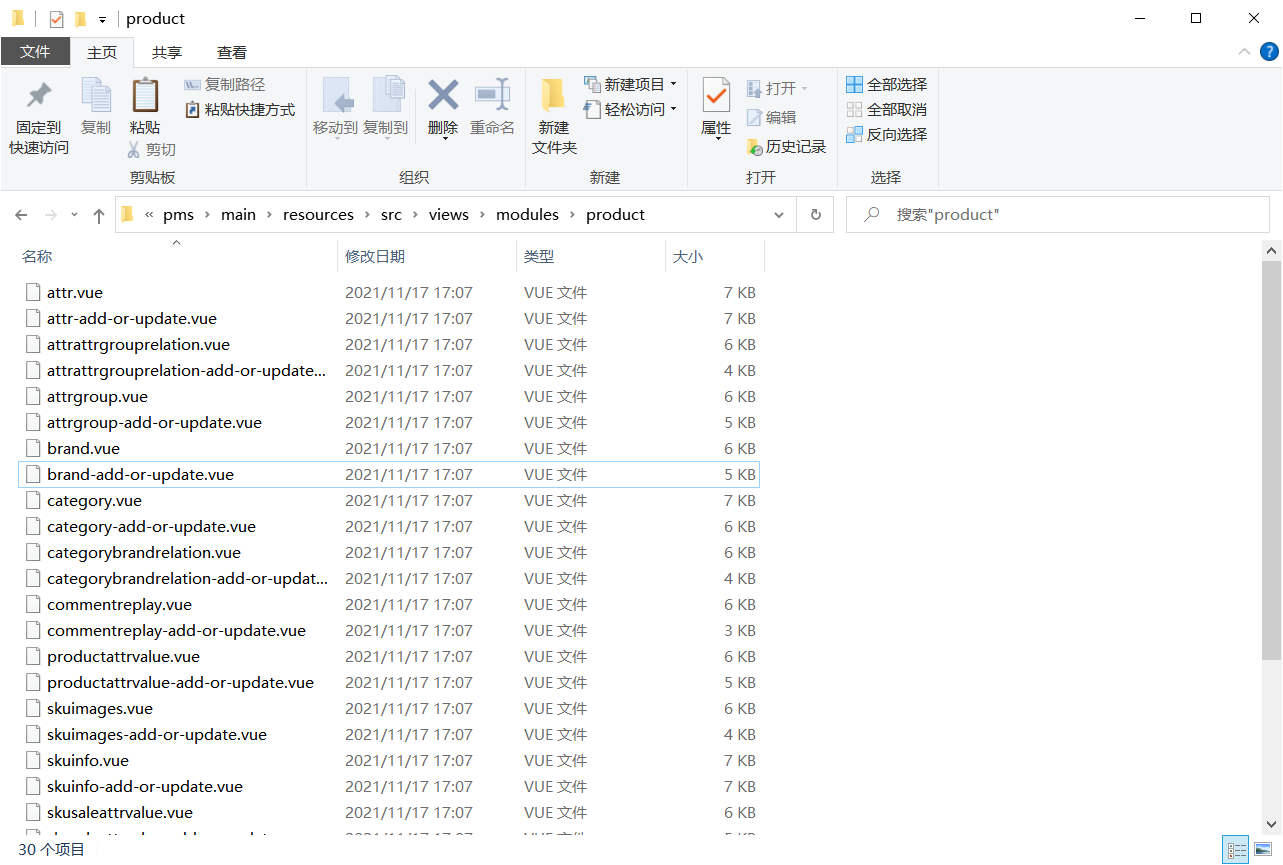 product
文件 主页 共享 查看
固定到
快速访问
复制
粘贴
剪切
复制路径
粘贴快捷方式
剪贴板
移动到
复制到
删除
重命名
组织
新建
文件夹
新建项目
轻松访问
新建
属性
打开
编辑
历史记录
打开
全部选择
全部取消
反向选择
选择
« pms › main › resources › src › views › modules › product
搜索"product"
名称 修改日期 类型 大小
attr.vue 2021/11/17 17:07 VUE 文件 7 KB
attr-add-or-update.vue 2021/11/17 17:07 VUE 文件 7 KB
attrattrgrouprelation.vue 2021/11/17 17:07 VUE 文件 6 KB
attrattrgrouprelation-add-or-update... 2021/11/17 17:07 VUE 文件 4 KB
attrgroup.vue 2021/11/17 17:07 VUE 文件 6 KB
attrgroup-add-or-update.vue 2021/11/17 17:07 VUE 文件 5 KB
brand.vue 2021/11/17 17:07 VUE 文件 6 KB
brand-add-or-update.vue 2021/11/17 17:07 VUE 文件 5 KB
category.vue 2021/11/17 17:07 VUE 文件 7 KB
category-add-or-update.vue 2021/11/17 17:07 VUE 文件 6 KB
categorybrandrelation.vue 2021/11/17 17:07 VUE 文件 6 KB
categorybrandrelation-add-or-updat... 2021/11/17 17:07 VUE 文件 4 KB
commentreplay.vue 2021/11/17 17:07 VUE 文件 6 KB
commentreplay-add-or-update.vue 2021/11/17 17:07 VUE 文件 3 KB
productattrvalue.vue 2021/11/17 17:07 VUE 文件 6 KB
productattrvalue-add-or-update.vue 2021/11/17 17:07 VUE 文件 5 KB
skuimages.vue 2021/11/17 17:07 VUE 文件 6 KB
skuimages-add-or-update.vue 2021/11/17 17:07 VUE 文件 4 KB
skuinfo.vue 2021/11/17 17:07 VUE 文件 7 KB
skuinfo-add-or-update.vue 2021/11/17 17:07 VUE 文件 7 KB
skusaleattrvalue.vue 2021/11/17 17:07 VUE 文件 6 KB
30 个项目